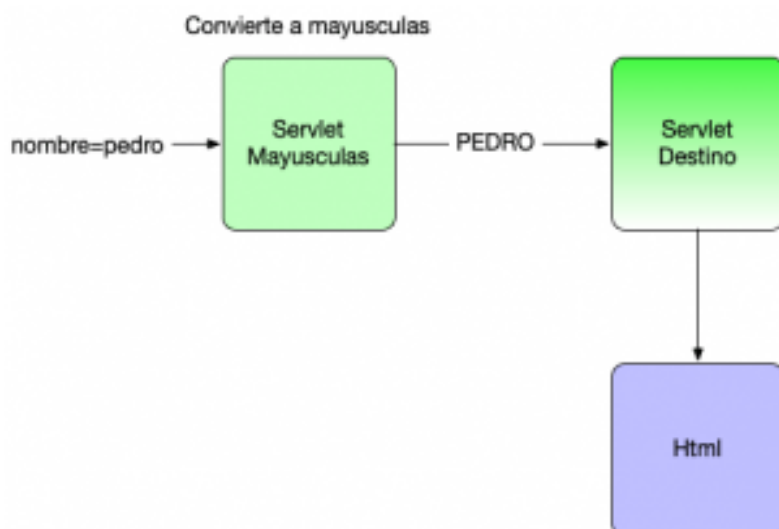 Convierte a mayusculas
nombre=pedro
Servlet
Mayusculas
PEDRO
Servlet
Destino
Html